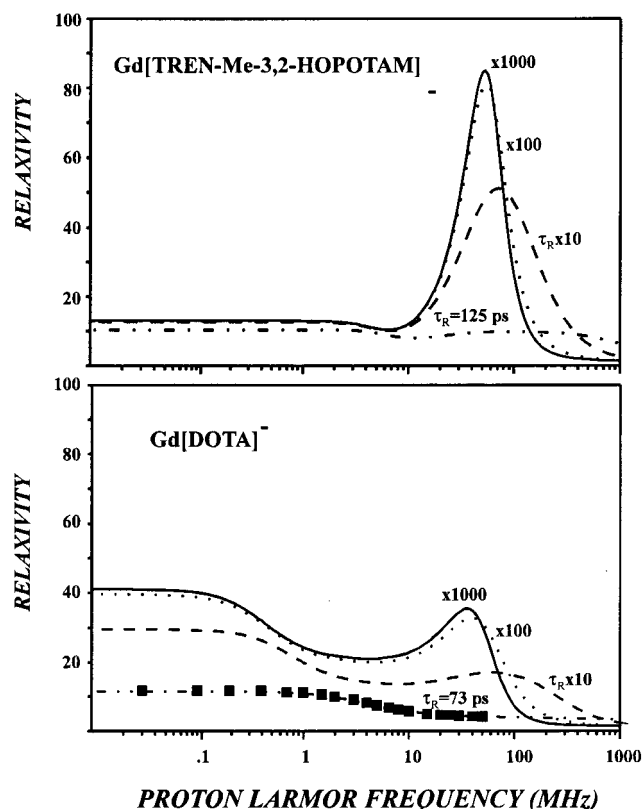 100
80
60
40
20
RELAXIVITY
Gd[TREN-Me-3,2-HOPOTAM]-
x1000
x100
τRx10
τR=125 ps
100
80
60
40
20
RELAXIVITY
Gd[DOTA]-
x1000
x100
τRx10
τR=73 ps
.1
1
10
100
1000
PROTON LARMOR FREQUENCY (MHz)